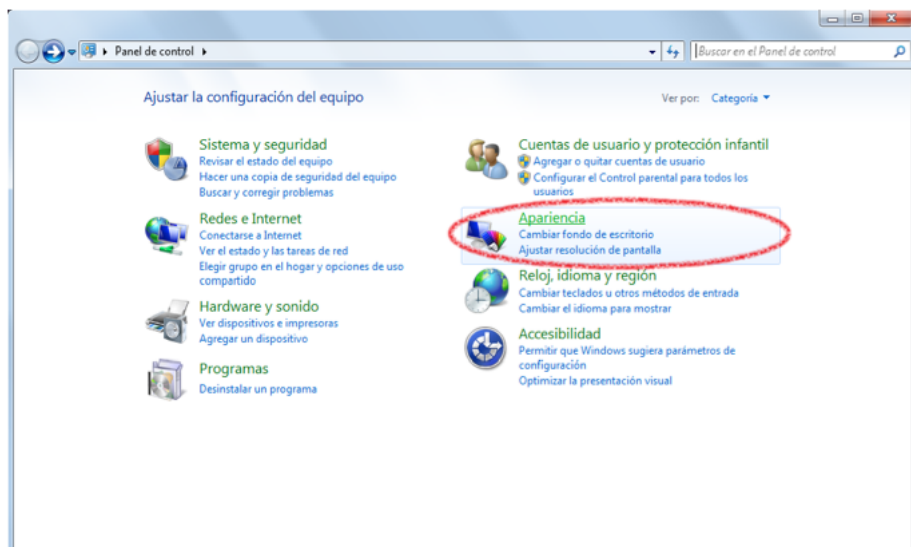 Panel de control
Buscar en el Panel de control
Ajustar la configuración del equipo
Ver por: Categoría
Sistema y seguridad
Revisar el estado del equipo
Hacer una copia de seguridad del equipo
Buscar y corregir problemas
Redes e Internet
Conectarse a Internet
Ver el estado y las tareas de red
Elegir grupo en el hogar y opciones de uso
compartido
Hardware y sonido
Ver dispositivos e impresoras
Agregar un dispositivo
Programas
Desinstalar un programa
Cuentas de usuario y protección infantil
Agregar o quitar cuentas de usuario
Configurar el Control parental para todos los
usuarios
Apariencia
Cambiar fondo de escritorio
Ajustar resolución de pantalla
Reloj, idioma y región
Cambiar teclados u otros métodos de entrada
Cambiar el idioma para mostrar
Accesibilidad
Permitir que Windows sugiera parámetros de
configuración
Optimizar la presentación visual